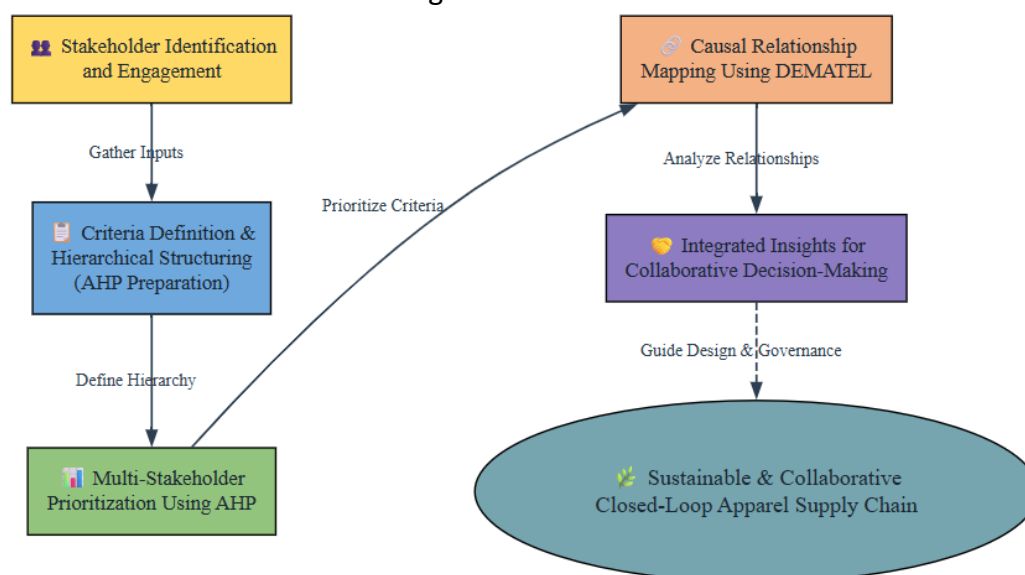 Stakeholder Identification
and Engagement
Gather Inputs
Criteria Definition &
Hierarchical Structuring
(AHP Preparation)
Define Hierarchy
Multi-Stakeholder
Prioritization Using AHP
Prioritize Criteria
Causal Relationship
Mapping Using DEMATEL
Analyze Relationships
Integrated Insights for
Collaborative Decision-Making
Guide Design & Governance
Sustainable & Collaborative
Closed-Loop Apparel Supply Chain